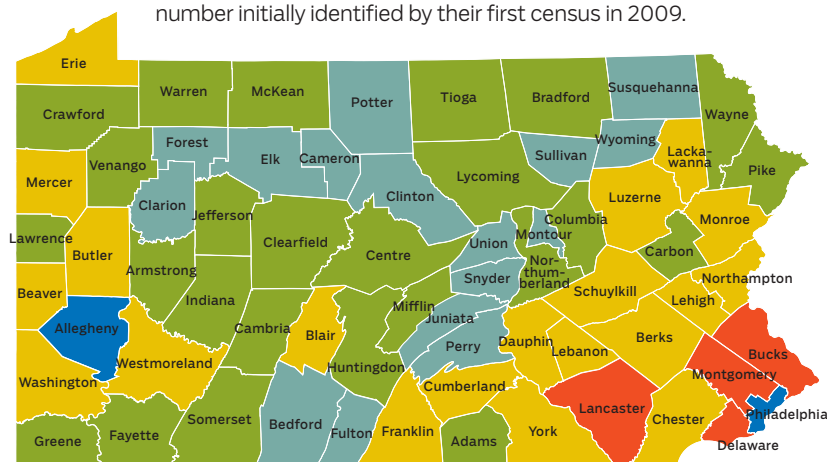 number initially identified by their first census in 2009.
Erie
Crawford
Warren
McKean
Potter
Tioga
Bradford
Susquehanna
Wayne
Forest
Venango
Elk
Cameron
Sullivan
Wyoming
Lacka-
wanna
Pike
Mercer
Clarion
Jefferson
Clinton
Lycoming
Luzerne
Monroe
Lawrence
Butler
Armstrong
Clearfield
Centre
Union
Montour
Columbia
Carbon
Northampton
Beaver
Allegheny
Indiana
Cambria
Blair
Mifflin
Snyder
Nor-
thum-
berland
Schuylkill
Lehigh
Juniata
Perry
Dauphin
Lebanon
Berks
Bucks
Montgomery
Washington
Westmoreland
Huntingdon
Cumberland
Lancaster
Chester
Philadelphia
Delaware
Greene
Fayette
Somerset
Bedford
Fulton
Franklin
Adams
York